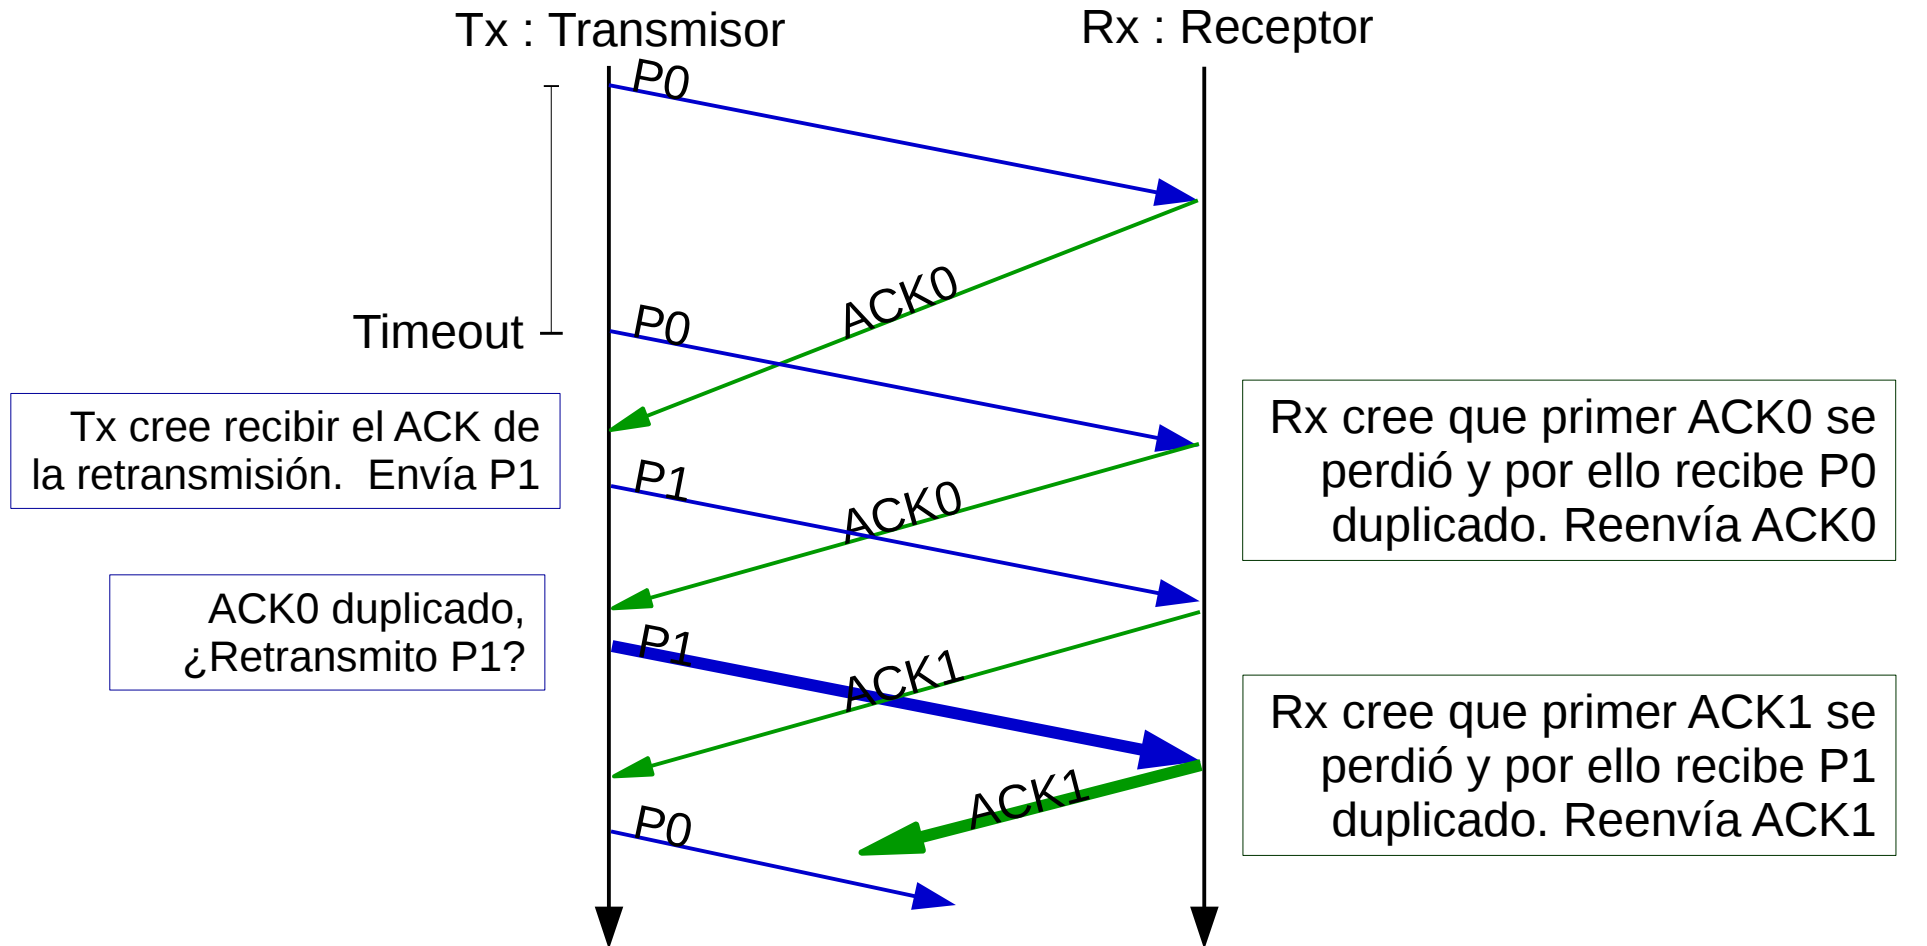 Tx : Transmisor
Rx : Receptor
P0
ACK0
Timeout
P0
Tx cree recibir el ACK de
la retransmisión.  Envía P1
Rx cree que primer ACK0 se
perdió y por ello recibe P0
duplicado. Reenvía ACK0
P1
ACK0
ACK0 duplicado,
¿Retransmito P1?
P1
ACK1
Rx cree que primer ACK1 se
perdió y por ello recibe P1
duplicado. Reenvía ACK1
ACK1
P0